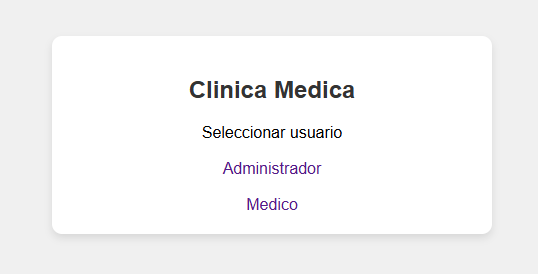 Clinica Medica
Seleccionar usuario
Administrador
Medico